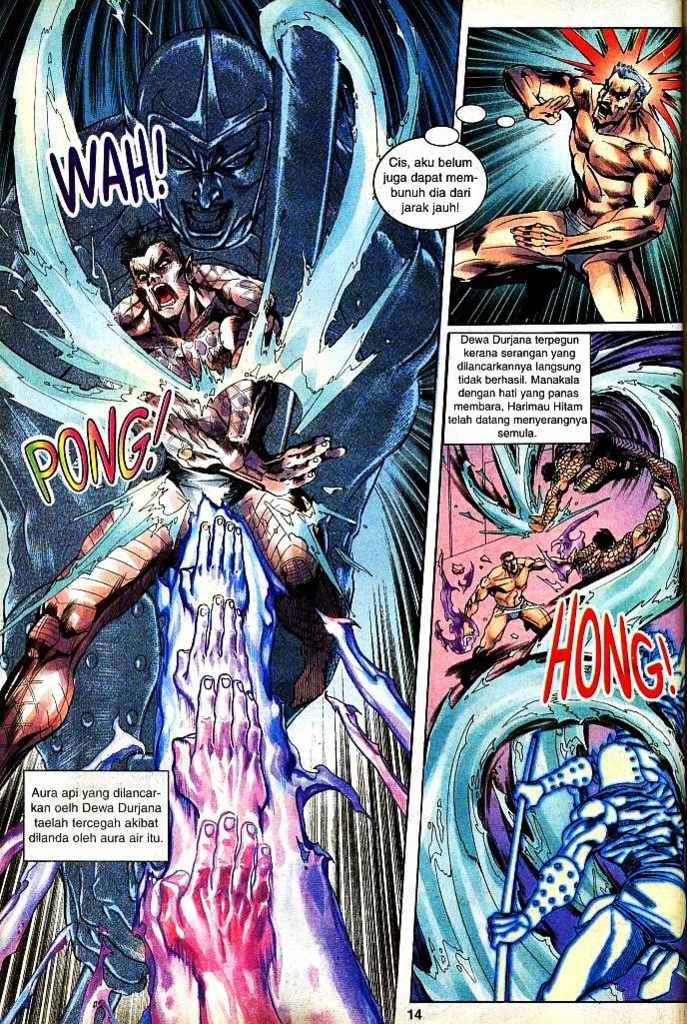 WAH!
Cis, aku belum
juga dapat mem-
bunuh dia dari
jarak jauh!
PONG!
Dewa Durjana terpegun
kerana serangan yang
dilancarkannya langsung
tidak berhasil. Manakala
dengan hati yang panas
membara, Harimau Hitam
telah datang menyerangnya
semula.
HONG!
Aura api yang dilancar-
kan oelh Dewa Durjana
taelah tercegah akibat
dilanda oleh aura air itu.
14